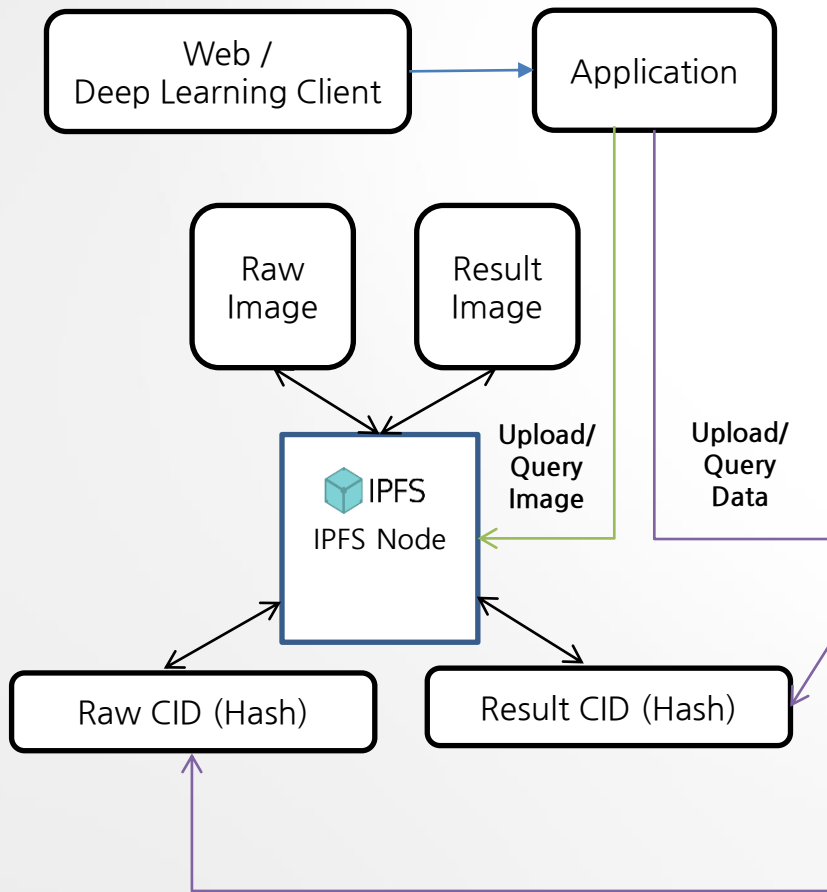 Web /
Deep Learning Client
Application
Raw
Image
Result
Image
Upload/
Query
Image
Upload/
Query
Data
IPFS
IPFS Node
Raw CID (Hash)
Result CID (Hash)